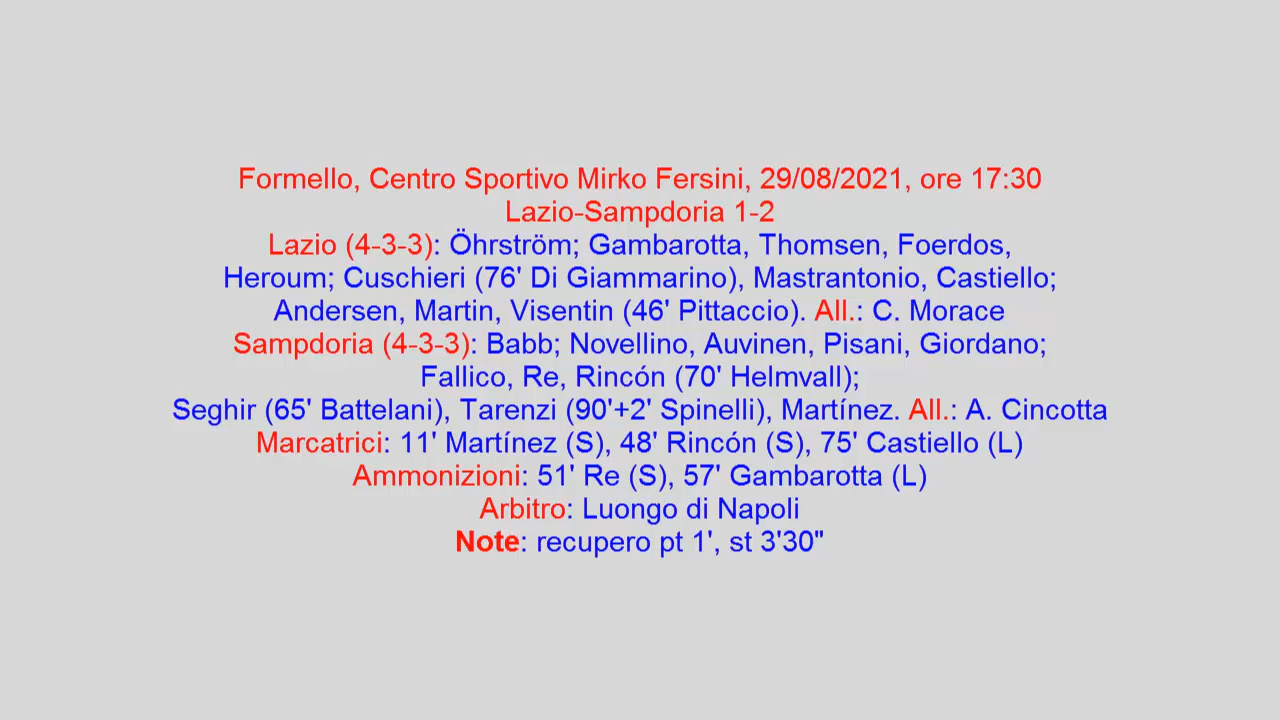 Formello, Centro Sportivo Mirko Fersini, 29/08/2021, ore 17:30
Lazio-Sampdoria 1-2
Lazio (4-3-3): Öhrström; Gambarotta, Thomsen, Foerdos,
Heroum; Cuschieri (76' Di Giammarino), Mastrantonio, Castiello;
Andersen, Martin, Visentin (46' Pittaccio). All.: C. Morace
Sampdoria (4-3-3): Babb; Novellino, Auvinen, Pisani, Giordano;
Fallico, Re, Rincón (70' Helmvall);
Seghir (65' Battelani), Tarenzi (90'+2' Spinelli), Martínez. All.: A. Cincotta
Marcatrici: 11' Martínez (S), 48' Rincón (S), 75' Castiello (L)
Ammonizioni: 51' Re (S), 57' Gambarotta (L)
Arbitro: Luongo di Napoli
Note: recupero pt 1', st 3'30"